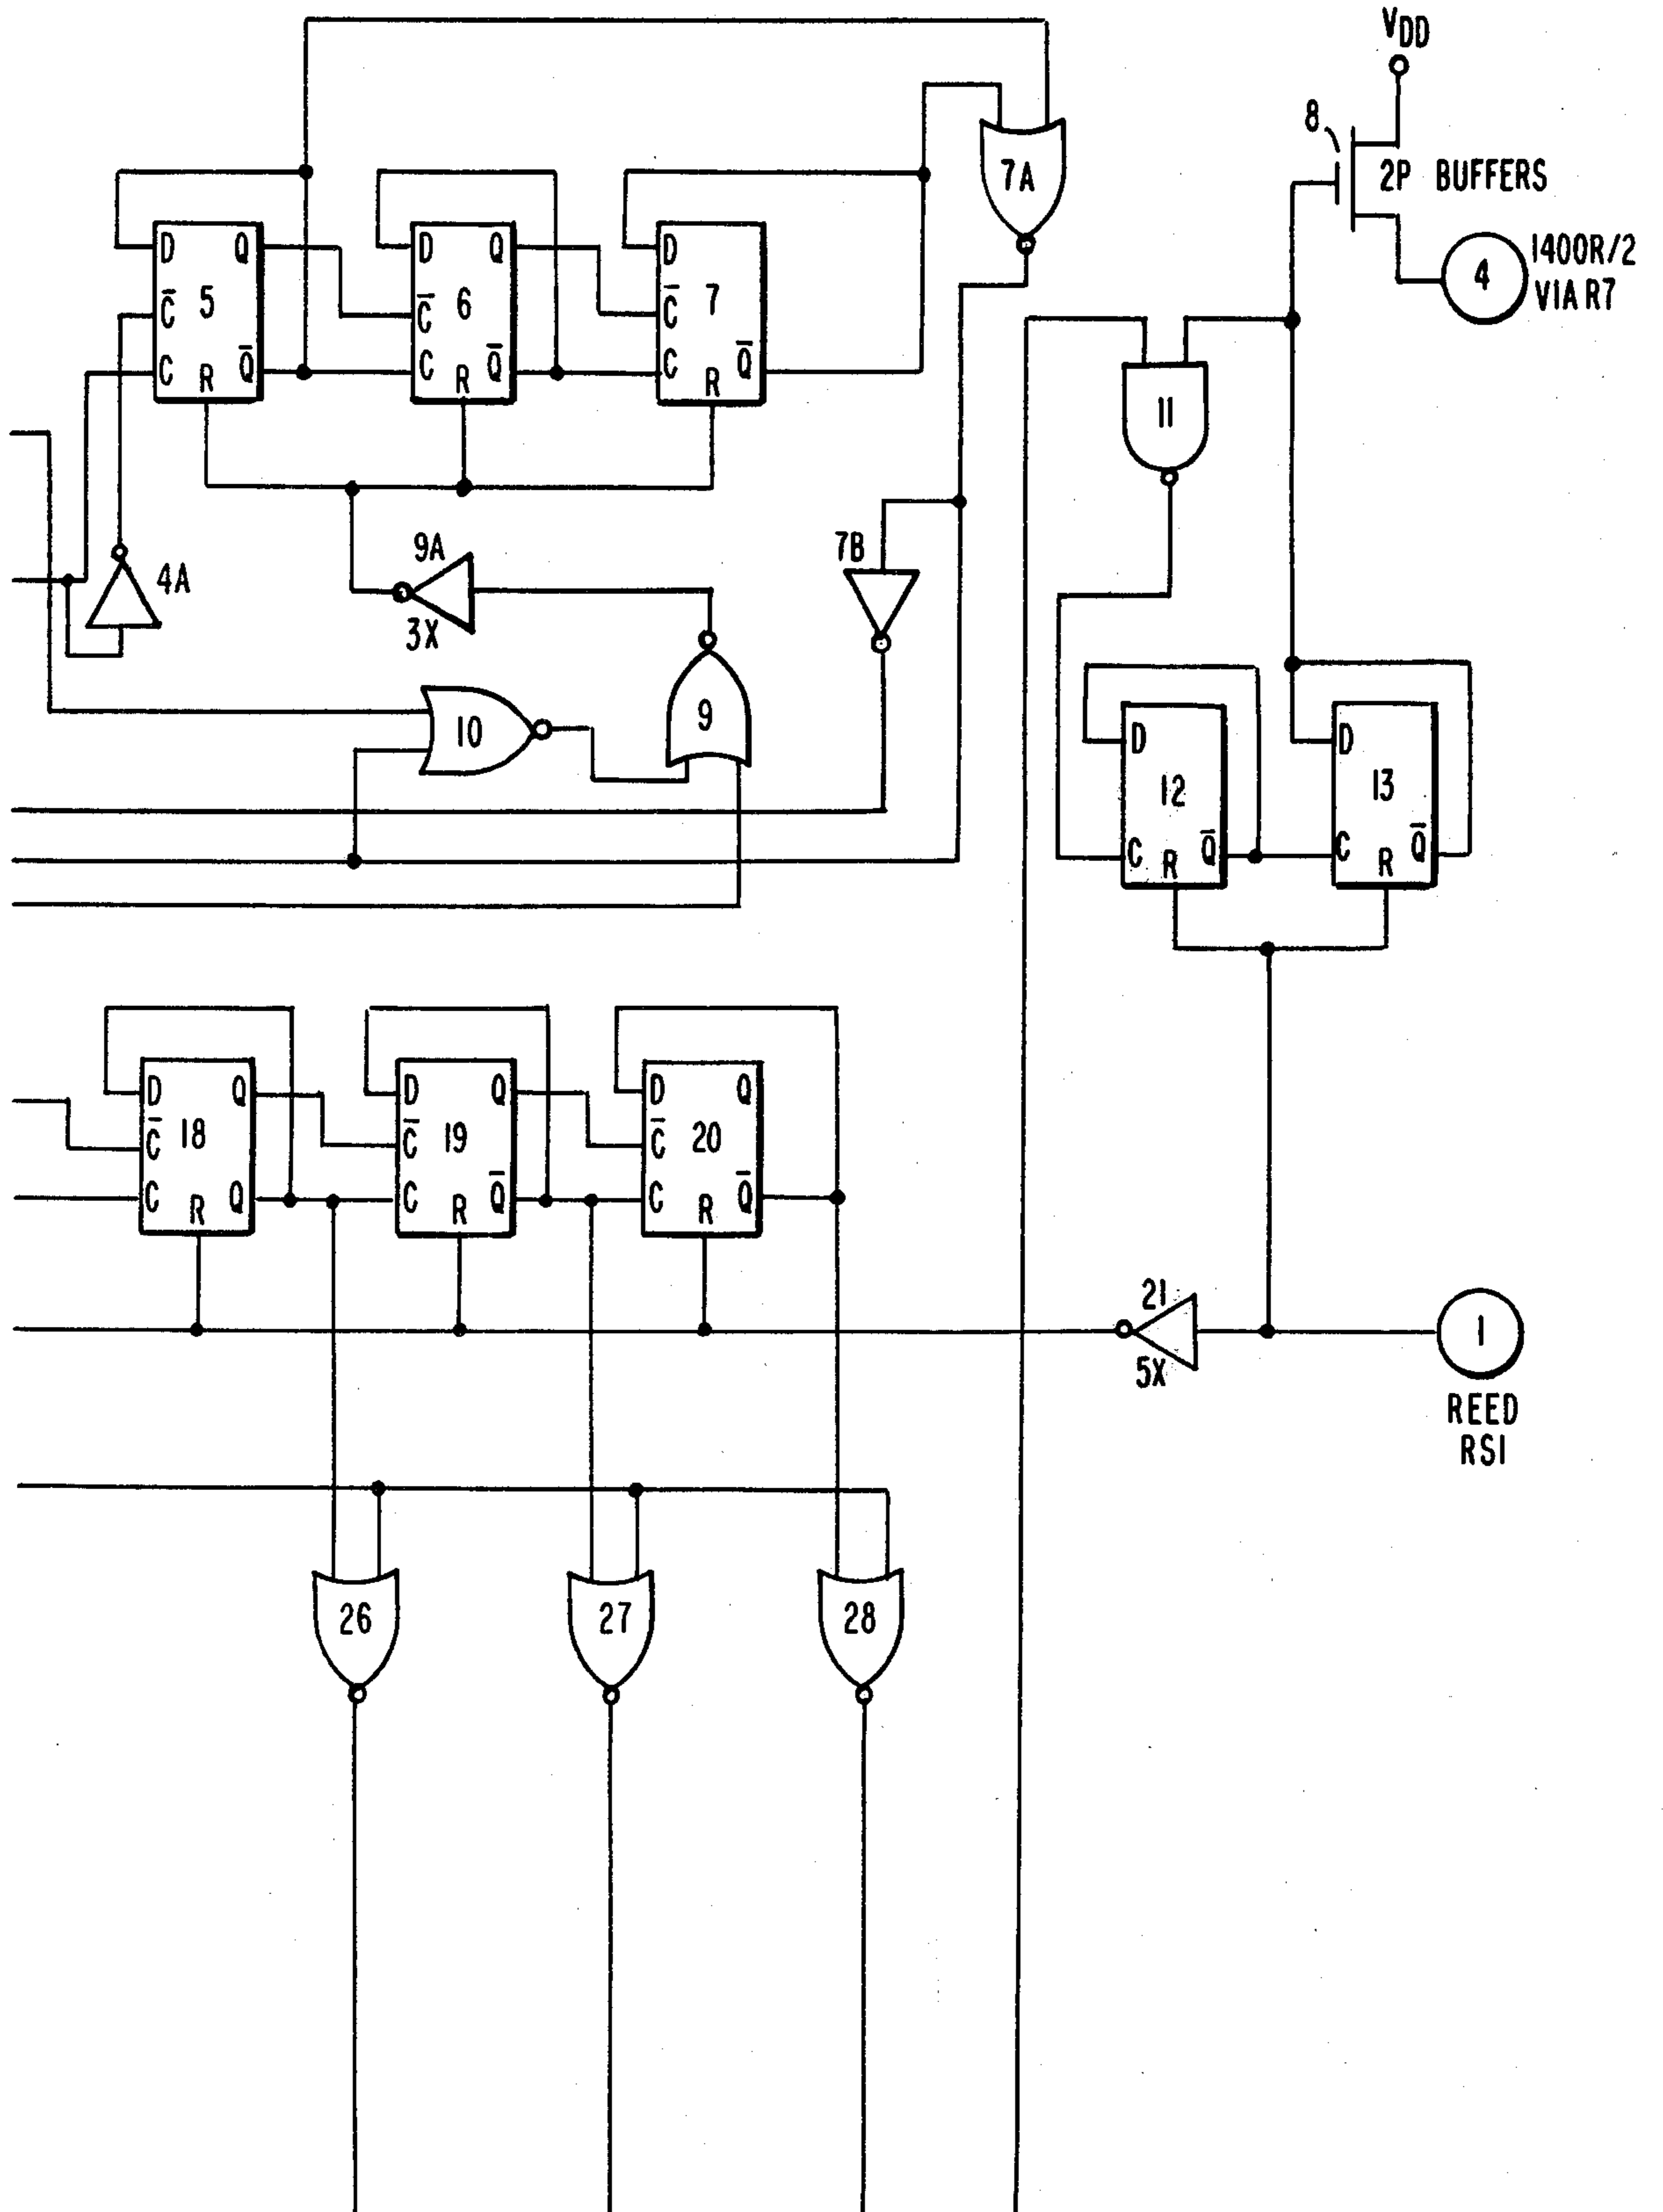 VDD
8
2P BUFFERS
7A
4
1400R/2
VIA R7
D Q
C̅ 5
C R Q̅
D Q
C̅ 6
C R Q̅
D
C̅ 7
C R Q̅
11
4A
9A
3X
7B
10
9
D
12
C R Q̅
D
13
C R Q̅
D Q
C̅ 18
C R Q
D Q
C̅ 19
C R Q̅
D Q
C̅ 20
C R Q̅
21
5X
1
REED
RS1
26
27
28